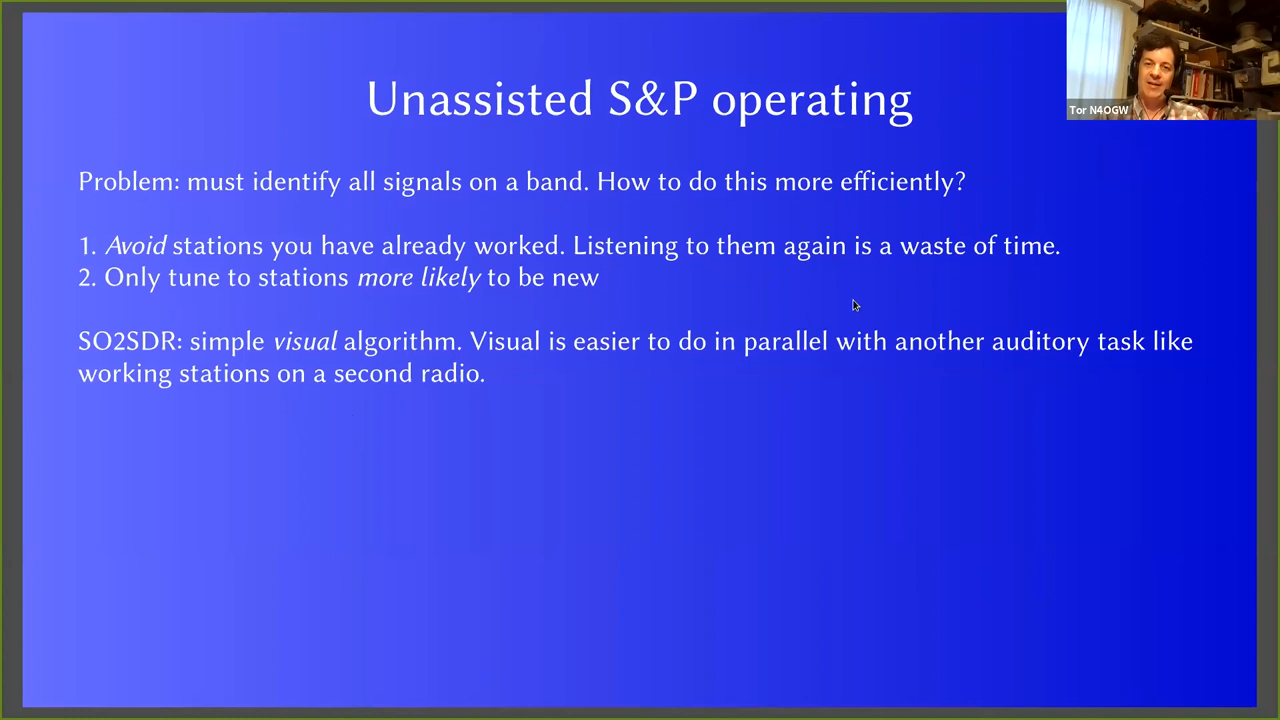 Unassisted S&P operating
Tor N4OGW
Problem: must identify all signals on a band. How to do this more efficiently?
1. Avoid stations you have already worked. Listening to them again is a waste of time.
2. Only tune to stations more likely to be new
SO2SDR: simple visual algorithm. Visual is easier to do in parallel with another auditory task like
working stations on a second radio.